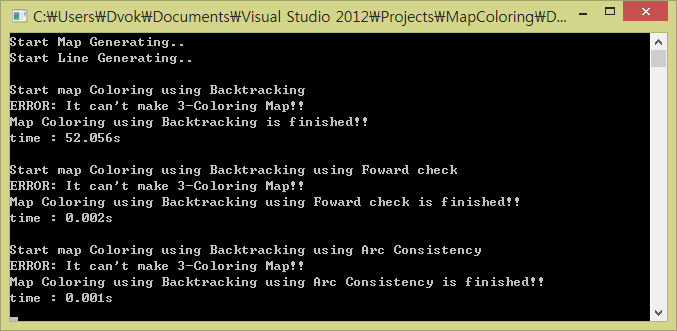 C:₩Users₩Dvok₩Documents₩Visual Studio 2012₩Projects₩MapColoring₩D...
Start Map Generating..
Start Line Generating..
Start map Coloring using Backtracking
ERROR: It can't make 3-Coloring Map!!
Map Coloring using Backtracking is finished!!
time : 52.056s
Start map Coloring using Backtracking using Foward check
ERROR: It can't make 3-Coloring Map!!
Map Coloring using Backtracking using Foward check is finished!!
time : 0.002s
Start map Coloring using Backtracking using Arc Consistency
ERROR: It can't make 3-Coloring Map!!
Map Coloring using Backtracking using Arc Consistency is finished!!
time : 0.001s